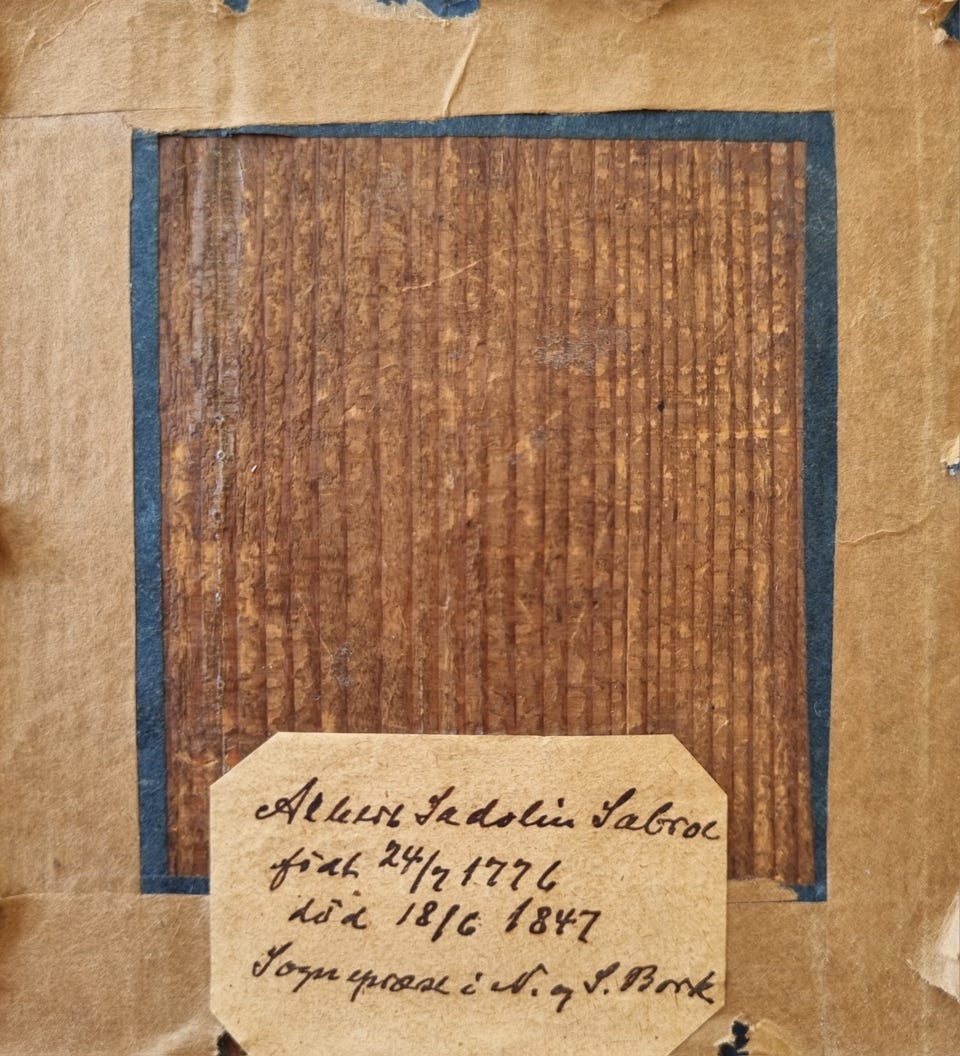 Albert Sadolin Sabroe
född 24/7 1776
död 18/6 1847
Sognepræst i N. og S. Bork